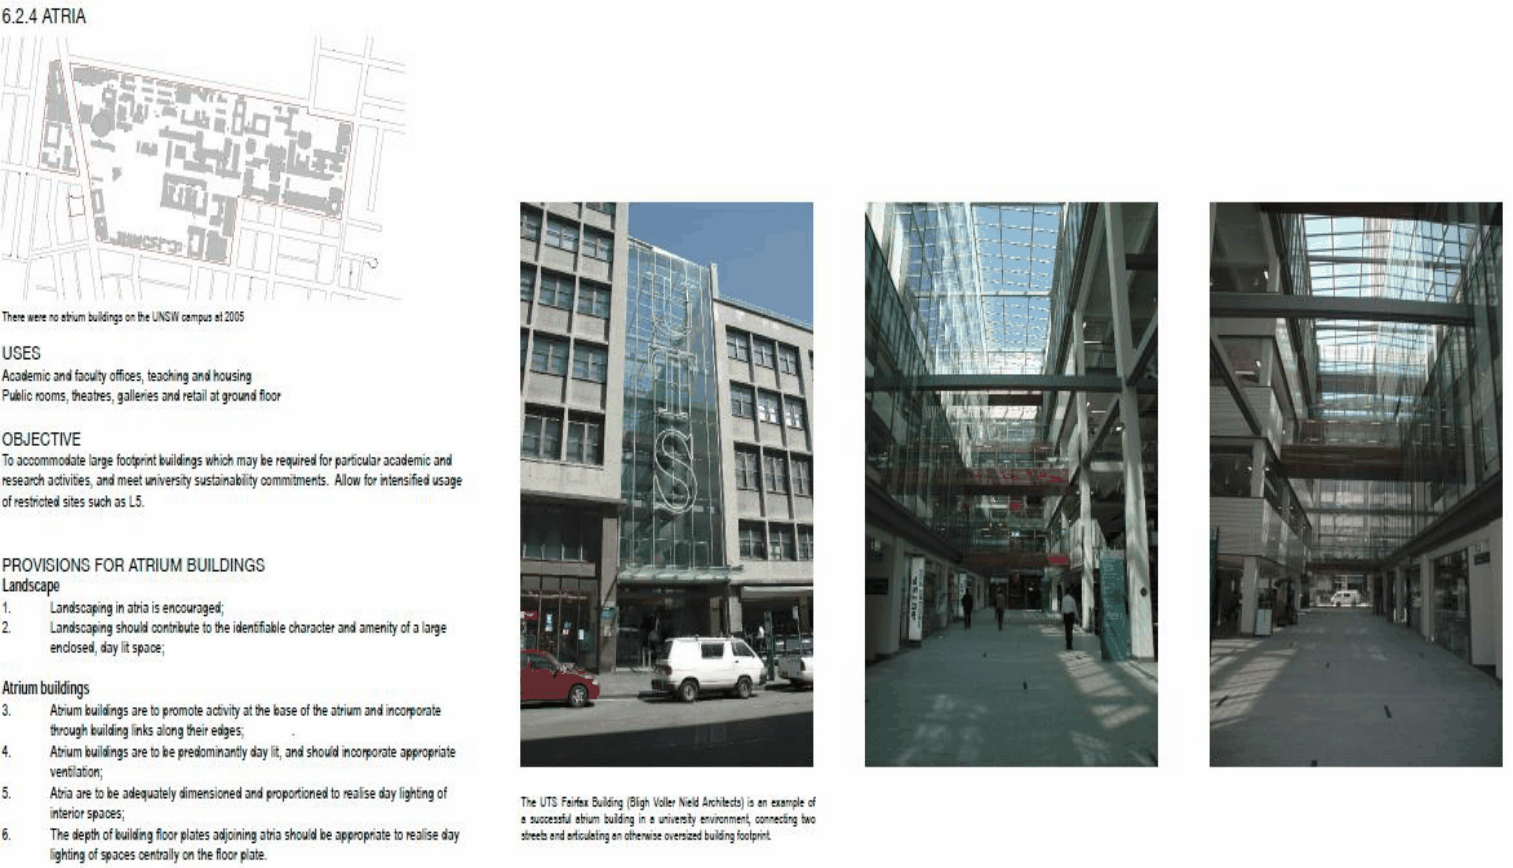 6.2.4 ATRIA
There were no atrium buildings on the UNSW campus at 2005
USES
Academic and faculty offices, teaching and housing
Public rooms, theatres, galleries and retail at ground floor
OBJECTIVE
To accommodate large footprint buildings which may be required for particular academic and
research activities, and meet university sustainability commitments. Allow for intensified usage
of restricted sites such as L5.
PROVISIONS FOR ATRIUM BUILDINGS
Landscape
1. Landscaping in atria is encouraged;
2. Landscaping should contribute to the identifiable character and amenity of a large
enclosed, day lit space;
Atrium buildings
3. Atrium buildings are to promote activity at the base of the atrium and incorporate
through building links along their edges;
4. Atrium buildings are to be predominantly day lit, and should incorporate appropriate
ventilation;
5. Atria are to be adequately dimensioned and proportioned to realise day lighting of
interior spaces;
6. The depth of building floor plates adjoining atria should be appropriate to realise day
lighting of spaces centrally on the floor plate.
UTS
The UTS Fairfax Building (Bligh Voller Nield Architects) is an example of
a successful atrium building in a university environment, connecting two
streets and articulating an otherwise oversized building footprint.